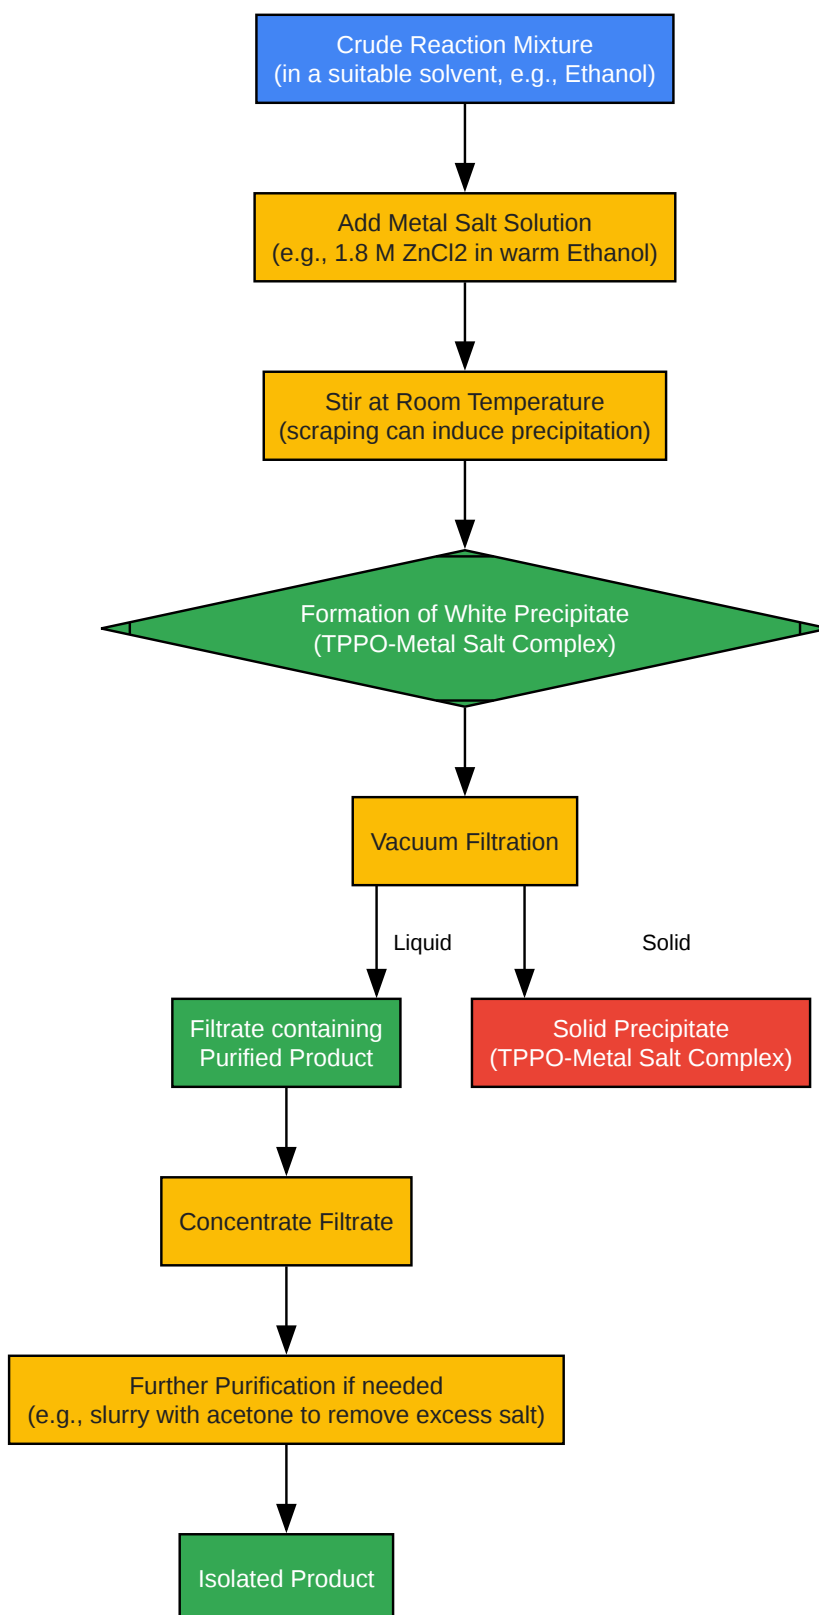 Crude Reaction Mixture
(in a suitable solvent, e.g., Ethanol)
Add Metal Salt Solution
(e.g., 1.8 M ZnCl2 in warm Ethanol)
Stir at Room Temperature
(scraping can induce precipitation)
Formation of White Precipitate
(TPPO-Metal Salt Complex)
Vacuum Filtration
Liquid
Solid
Filtrate containing
Purified Product
Solid Precipitate
(TPPO-Metal Salt Complex)
Concentrate Filtrate
Further Purification if needed
(e.g., slurry with acetone to remove excess salt)
Isolated Product